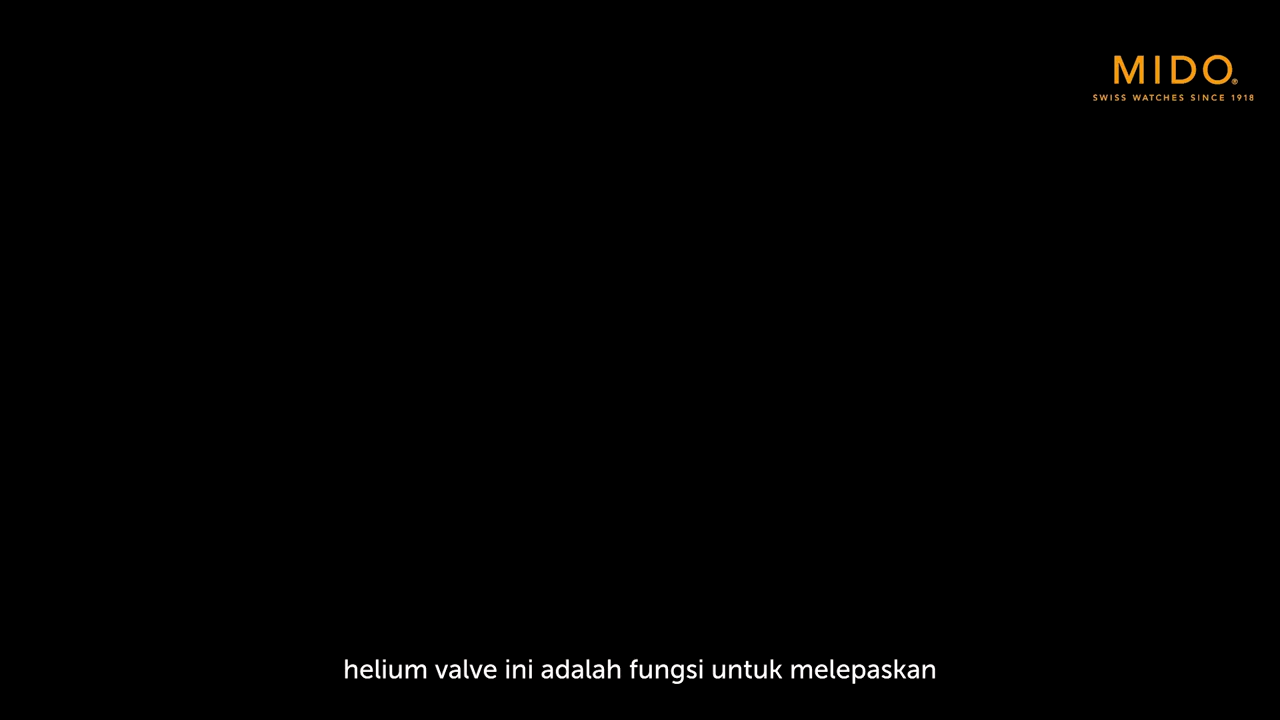 MIDO®
SWISS WATCHES SINCE 1918
helium valve ini adalah fungsi untuk melepaskan